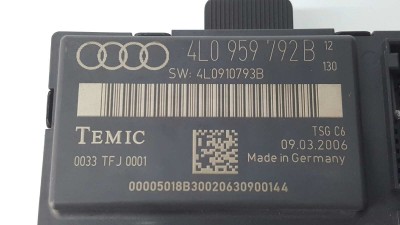 4L0 959 792B 12
SW: 4L0910793B 130
TEMIC TSG C6
0033 TFJ 0001 09.03.2006
Made in Germany
00005018B30020630900144